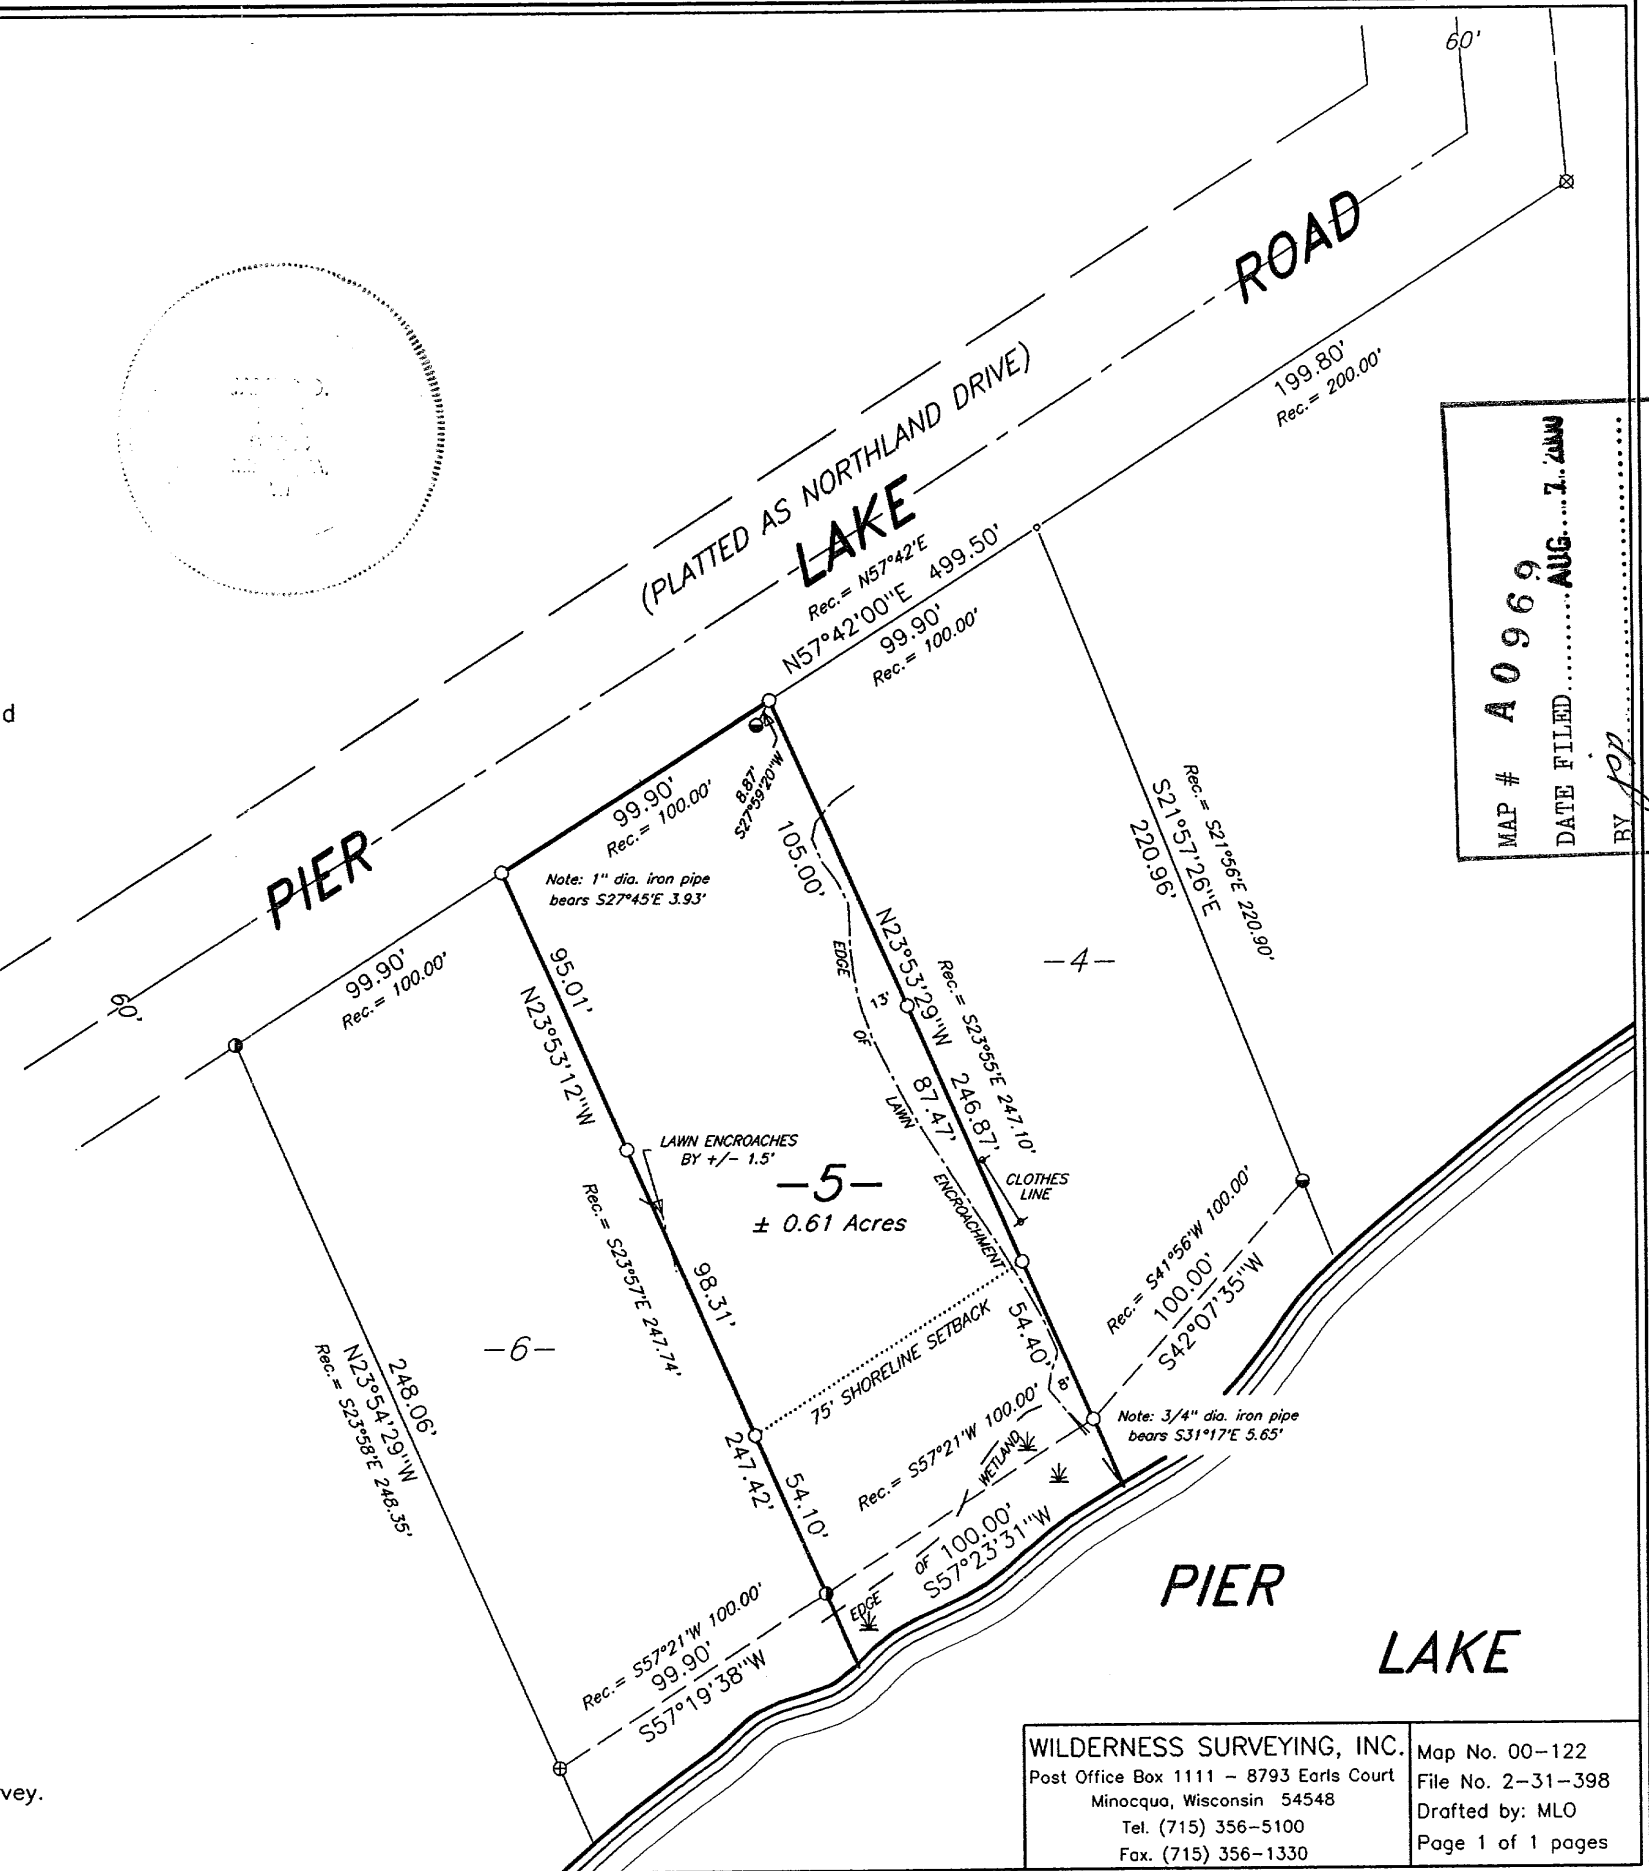 60'
ROAD
199.80'
Rec.= 200.00'
(PLATTED AS NORTHLAND DRIVE)
LAKE
Rec.= N57°42'E
N57°42'00"E 499.50'
99.90'
Rec.= 100.00'
MAP # A0969
DATE FILED AUG. 7
BY
d
8.87'
S27°59'20"W
99.90'
Rec.= 100.00'
PIER
Note: 1" dia. iron pipe
bears S27°45'E 3.93'
99.90'
Rec.= 100.00'
60'
105.00'
N23°53'29"W
246.87'
Rec.= S23°55'E 247.10'
87.47'
13'
EDGE OF LAWN ENCROACHMENT
Rec.= S21°56'E 220.90'
S21°57'26"E
220.96'
-4-
95.01'
N23°53'12"W
LAWN ENCROACHES
BY +/- 1.5'
-5-
± 0.61 Acres
CLOTHES
LINE
Rec.= S23°57'E 247.74'
98.31'
75' SHORELINE SETBACK
54.40'
8'
Rec.= S41°56'W 100.00'
100.00'
S42°07'35"W
-6-
248.06'
N23°54'29"W
Rec.= S23°58'E 248.35'
247.42'
54.10'
Note: 3/4" dia. iron pipe
bears S31°17'E 5.65'
Rec.= S57°21'W 100.00'
EDGE OF WETLAND
100.00'
S57°23'31"W
Rec.= S57°21'W 100.00'
99.90'
S57°19'38"W
PIER
LAKE
vey.
WILDERNESS SURVEYING, INC.
Post Office Box 1111 - 8793 Earls Court
Minocqua, Wisconsin 54548
Tel. (715) 356-5100
Fax. (715) 356-1330
Map No. 00-122
File No. 2-31-398
Drafted by: MLO
Page 1 of 1 pages